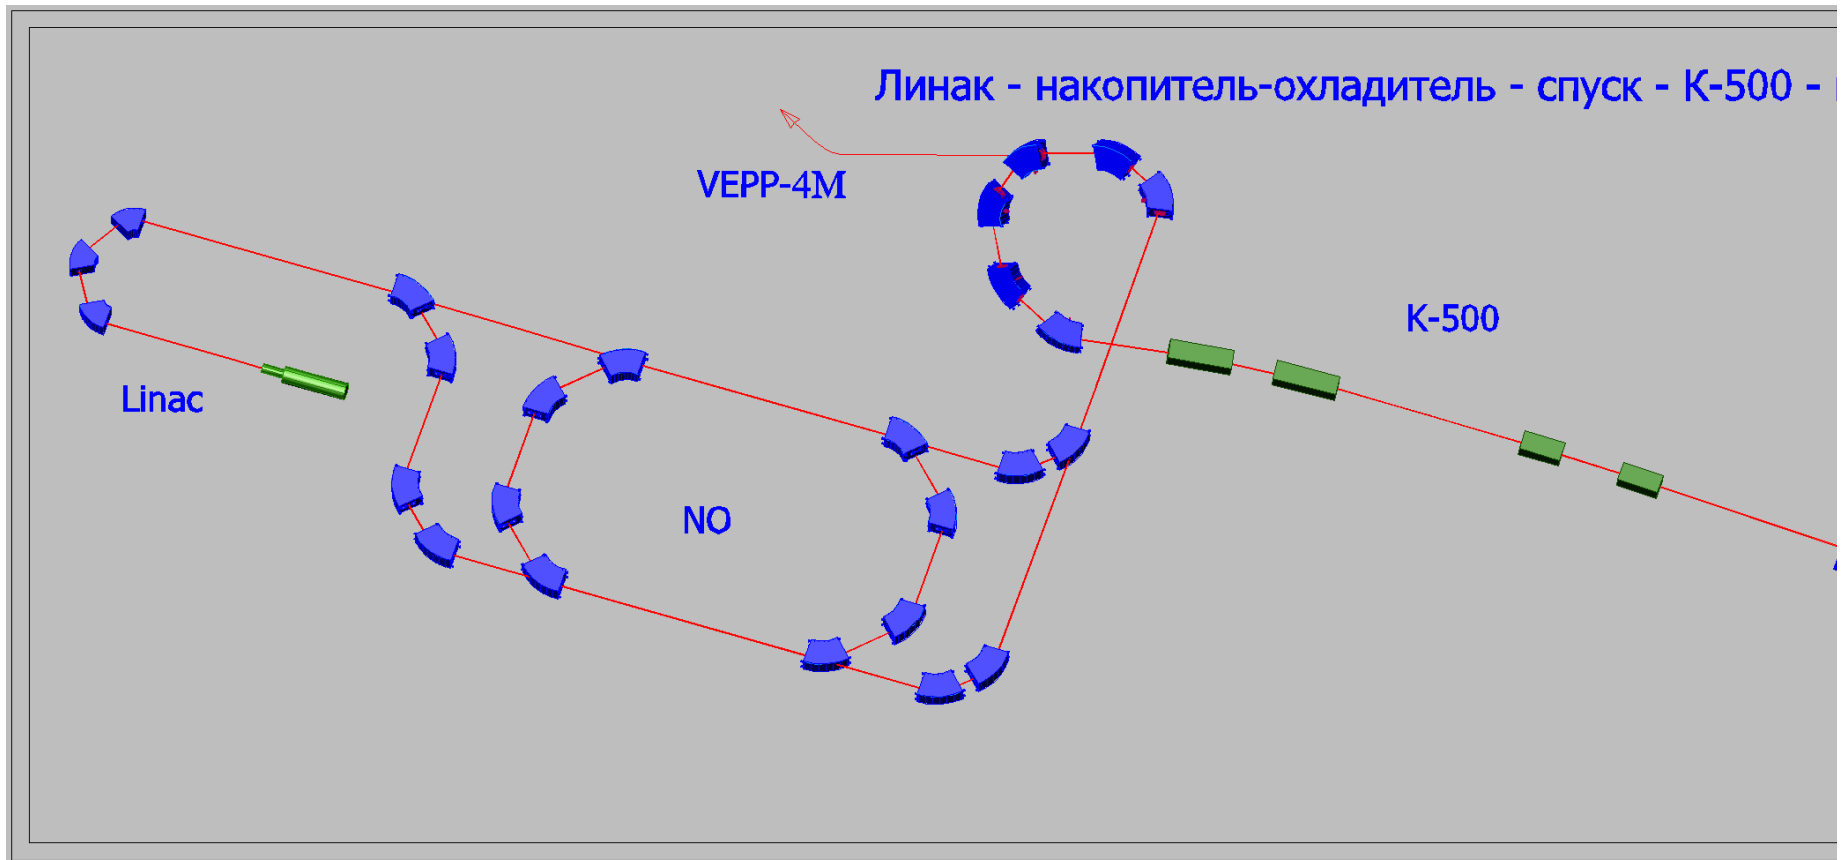 Линак - накопитель-охладитель - спуск - К-500 -
VEPP-4M
K-500
Linac
NO